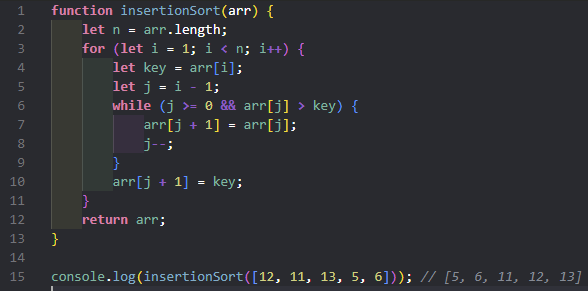 1 function insertionSort(arr) {
2     let n = arr.length;
3     for (let i = 1; i < n; i++) {
4         let key = arr[i];
5         let j = i - 1;
6         while (j >= 0 && arr[j] > key) {
7             arr[j + 1] = arr[j];
8             j--;
9         }
10         arr[j + 1] = key;
11     }
12     return arr;
13 }
14
15 console.log(insertionSort([12, 11, 13, 5, 6])); // [5, 6, 11, 12, 13]